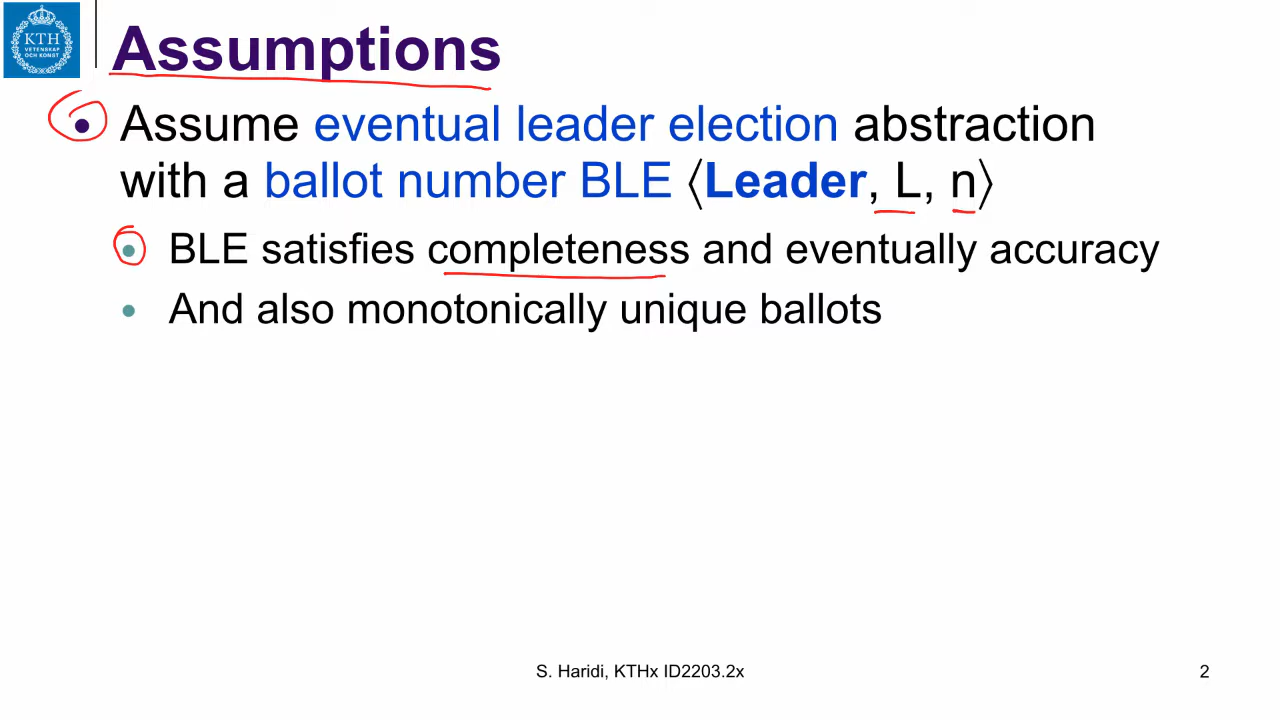 KTH
VETENSKAP
OCH KONST
Assumptions
• Assume eventual leader election abstraction
with a ballot number BLE ⟨Leader, L, n⟩
• BLE satisfies completeness and eventually accuracy
• And also monotonically unique ballots
S. Haridi, KTHx ID2203.2x
2